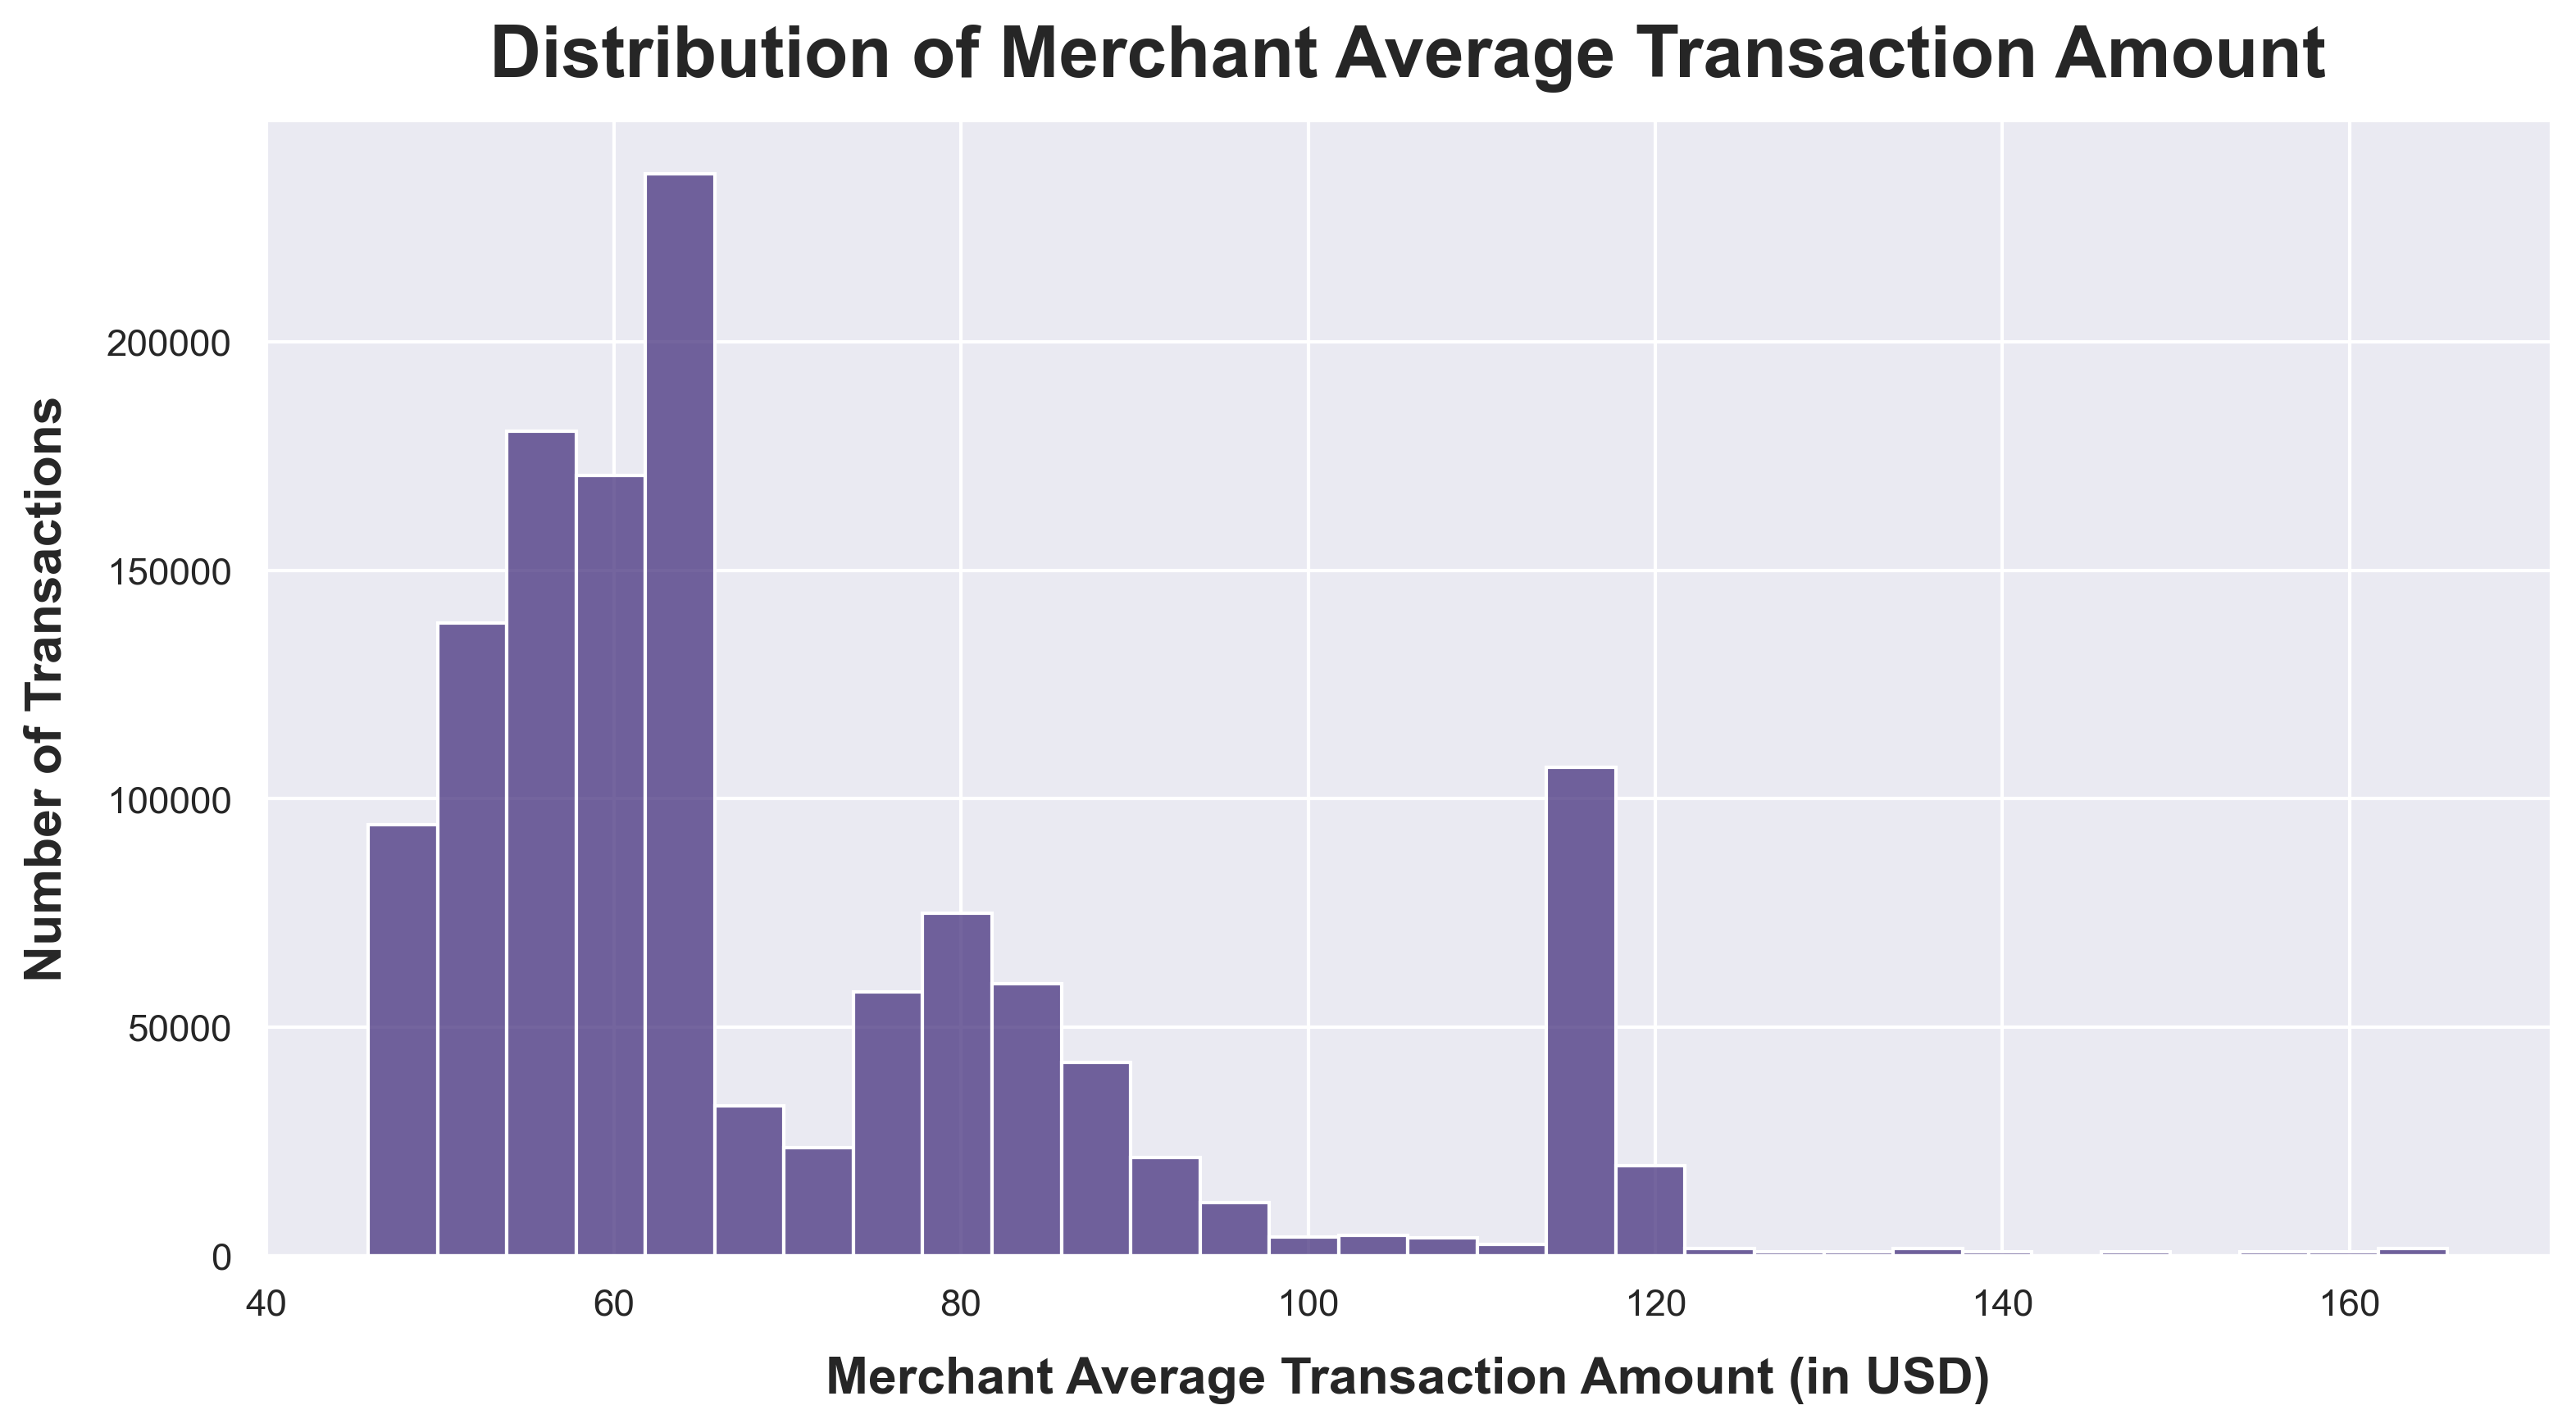 Distribution of Merchant Average Transaction Amount
Number of Transactions
200000
150000
100000
50000
0
40 60 80 100 120 140 160
Merchant Average Transaction Amount (in USD)